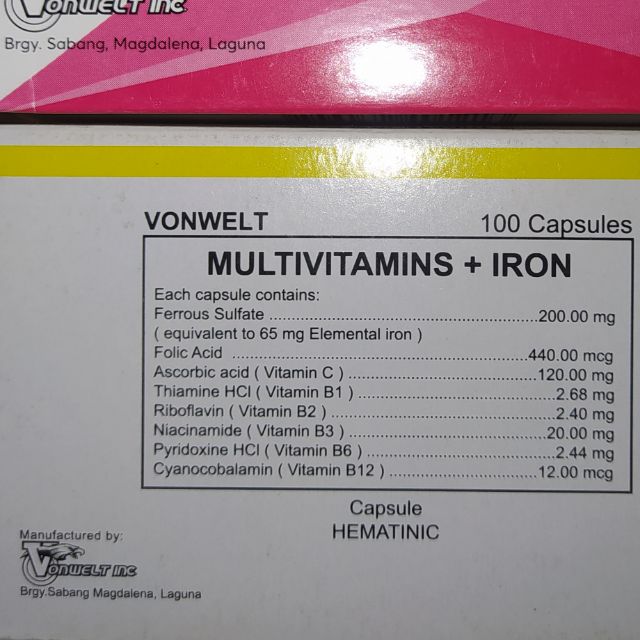 VONWELT INC
Brgy. Sabang, Magdalena, Laguna
VONWELT 100 Capsules
MULTIVITAMINS + IRON
Each capsule contains:
Ferrous Sulfate ..........................................................200.00 mg
( equivalent to 65 mg Elemental iron )
Folic Acid ................................................................440.00 mcg
Ascorbic acid ( Vitamin C ) .........................................120.00 mg
Thiamine HCl ( Vitamin B1 ) ............................................2.68 mg
Riboflavin ( Vitamin B2 ) .................................................2.40 mg
Niacinamide ( Vitamin B3 ) ...........................................20.00 mg
Pyridoxine HCl ( Vitamin B6 ) ..........................................2.44 mg
Cyanocobalamin ( Vitamin B12 ) .................................12.00 mcg
Capsule
HEMATINIC
Manufactured by:
VONWELT INC
Brgy.Sabang Magdalena, Laguna